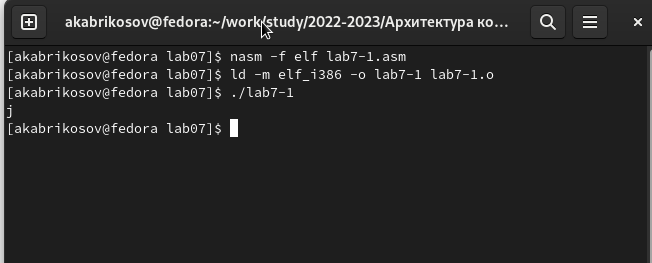 akabrikosov@fedora:~/work/study/2022-2023/Архитектура ко...
[akabrikosov@fedora lab07]$ nasm -f elf lab7-1.asm
[akabrikosov@fedora lab07]$ ld -m elf_i386 -o lab7-1 lab7-1.o
[akabrikosov@fedora lab07]$ ./lab7-1
j
[akabrikosov@fedora lab07]$